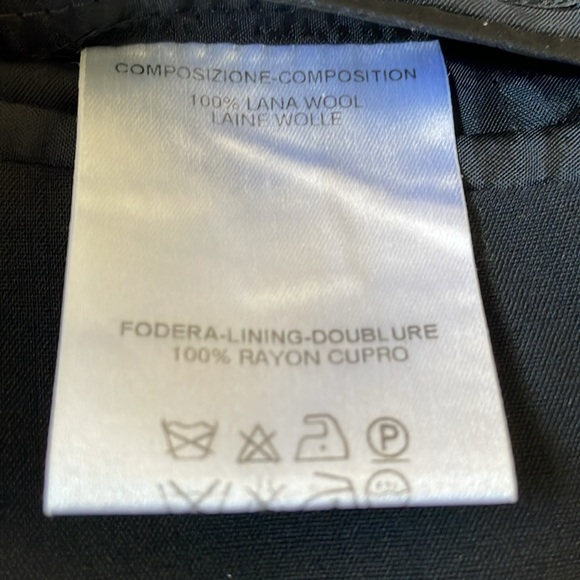 COMPOSIZIONE-COMPOSITION
100% LANA WOOL
LAINE WOLLE
FODERA-LINING-DOUBLURE
100% RAYON CUPRO
P